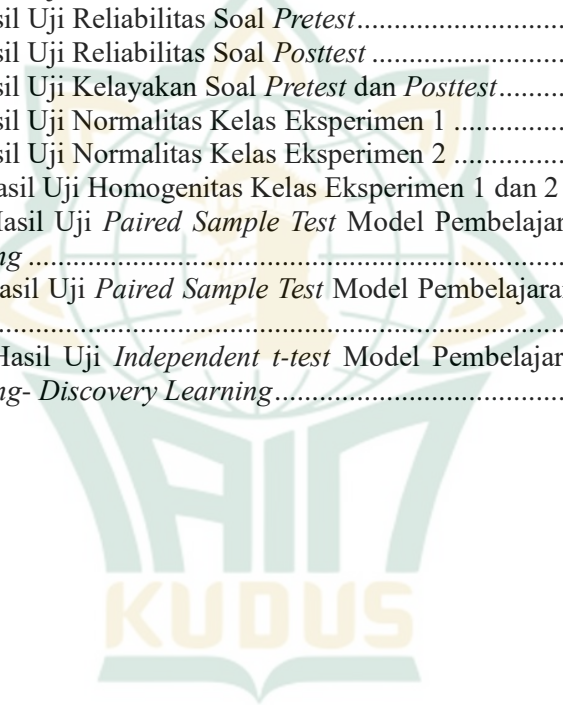 sil Uji Reliabilitas Soal Pretest
sil Uji Reliabilitas Soal Posttest
sil Uji Kelayakan Soal Pretest dan Posttest
sil Uji Normalitas Kelas Eksperimen 1
sil Uji Normalitas Kelas Eksperimen 2
asil Uji Homogenitas Kelas Eksperimen 1 dan 2
Hasil Uji Paired Sample Test Model Pembelajar
ng
asil Uji Paired Sample Test Model Pembelajaran
Hasil Uji Independent t-test Model Pembelajar
ng- Discovery Learning
IAIN
KUDUS